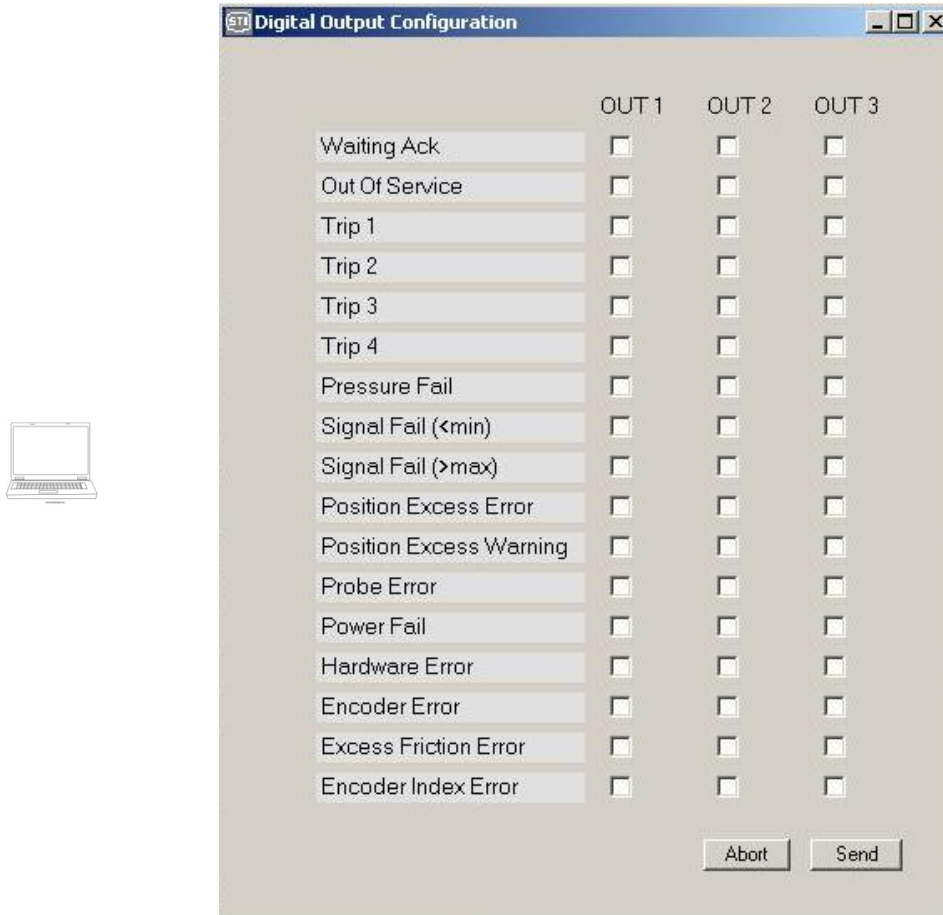 STI Digital Output Configuration
OUT 1 OUT 2 OUT 3
Waiting Ack
Out Of Service
Trip 1
Trip 2
Trip 3
Trip 4
Pressure Fail
Signal Fail (<min)
Signal Fail (>max)
Position Excess Error
Position Excess Warning
Probe Error
Power Fail
Hardware Error
Encoder Error
Excess Friction Error
Encoder Index Error
Abort Send